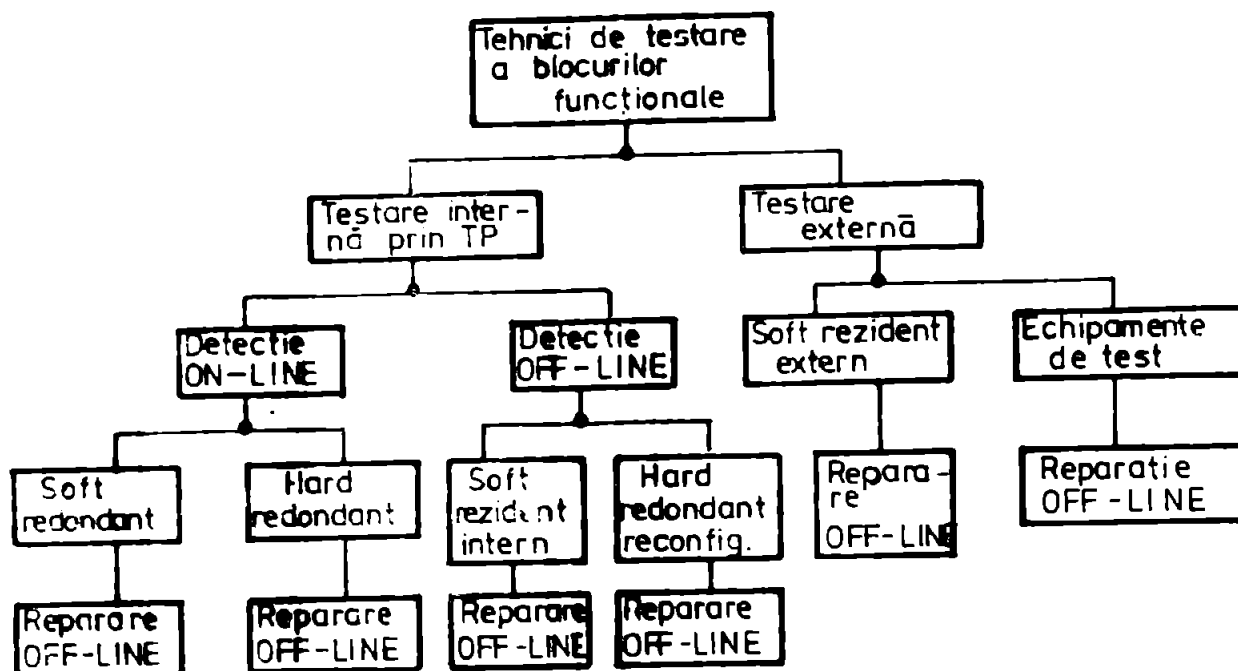 Tehnici de testare
a blocurilor
funcționale
Testare inter-
nă prin TP
Testare
externă
Detectie
ON-LINE
Detectie
OFF-LINE
Soft rezident
extern
Echipamente
de test
Soft
redondant
Hard
redondant
Soft
rezident
intern
Hard
redondant
reconfig.
Repara-
re
OFF-LINE
Reparatie
OFF-LINE
Reparare
OFF-LINE
Reparare
OFF-LINE
Reparare
OFF-LINE
Reparare
OFF-LINE